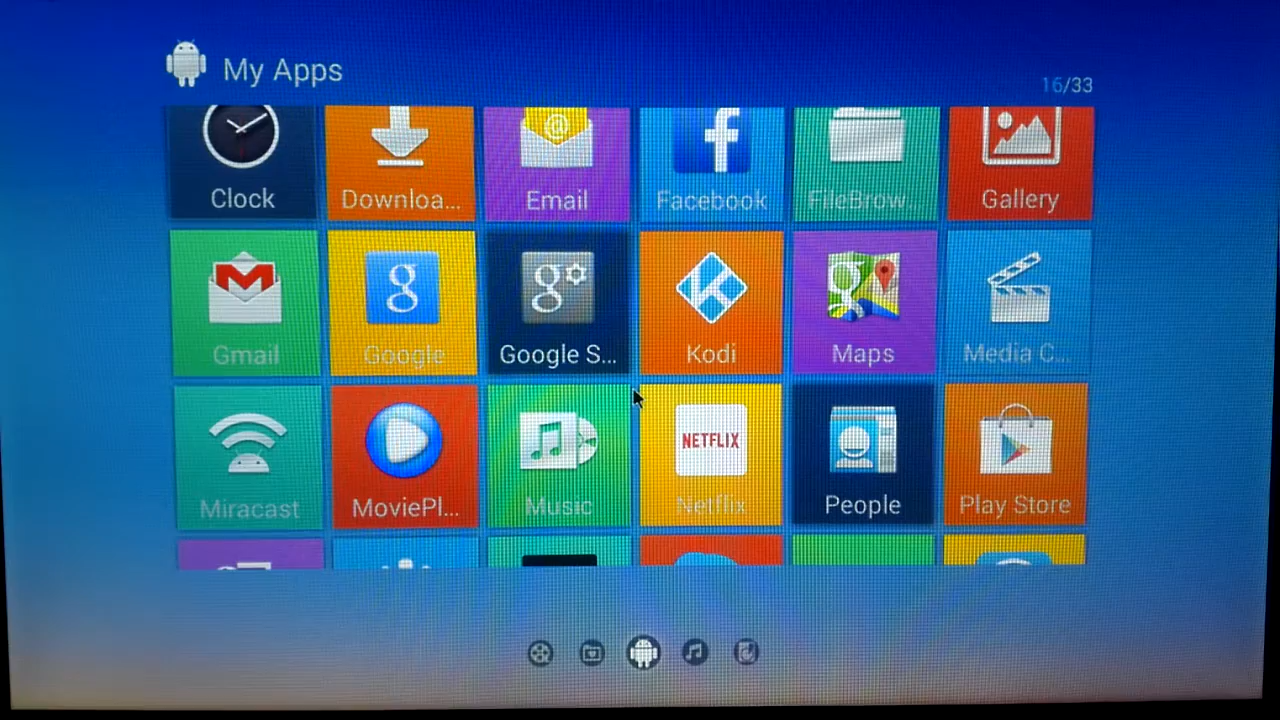 My Apps
16/33
Clock Downloa... Email Facebook FileBrow... Gallery
Gmail Google Google S... Kodi Maps Media C...
NETFLIX
Miracast MoviePl... Music Netflix People Play Store